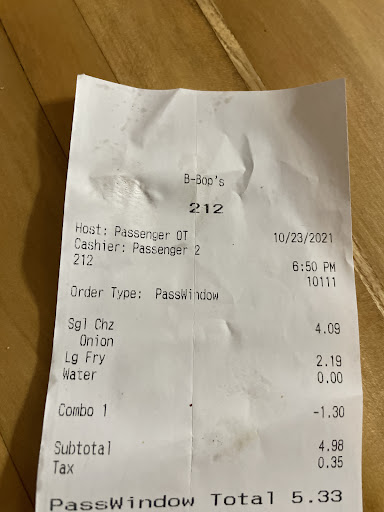 B-Bop's
212
Host: Passenger OT 10/23/2021
Cashier: Passenger 2
212 6:50 PM
10111
Order Type: PassWindow
Sgl Chz 4.09
Onion
Lg Fry 2.19
Water 0.00
Combo 1 -1.30
Subtotal 4.98
Tax 0.35
PassWindow Total 5.33